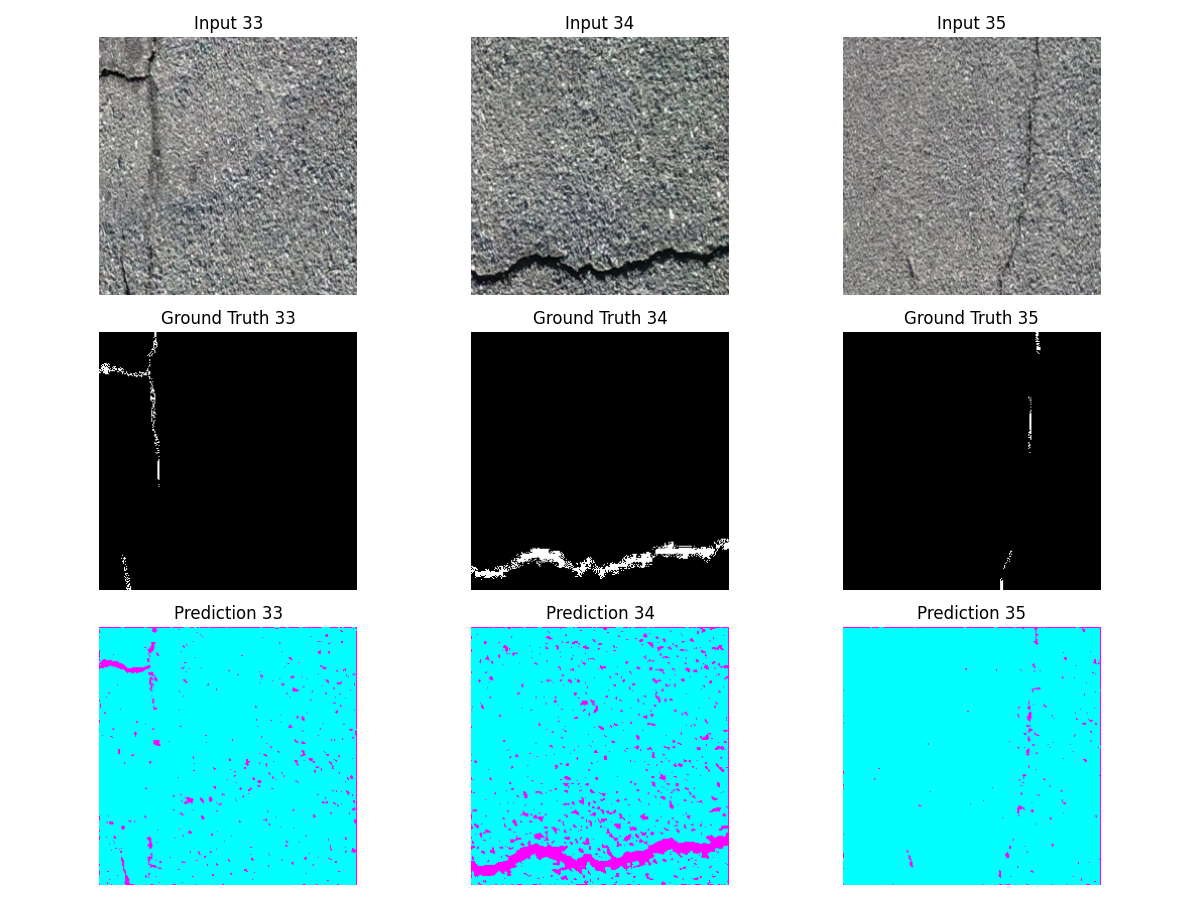 Input 33
Input 34
Input 35
Ground Truth 33
Ground Truth 34
Ground Truth 35
Prediction 33
Prediction 34
Prediction 35